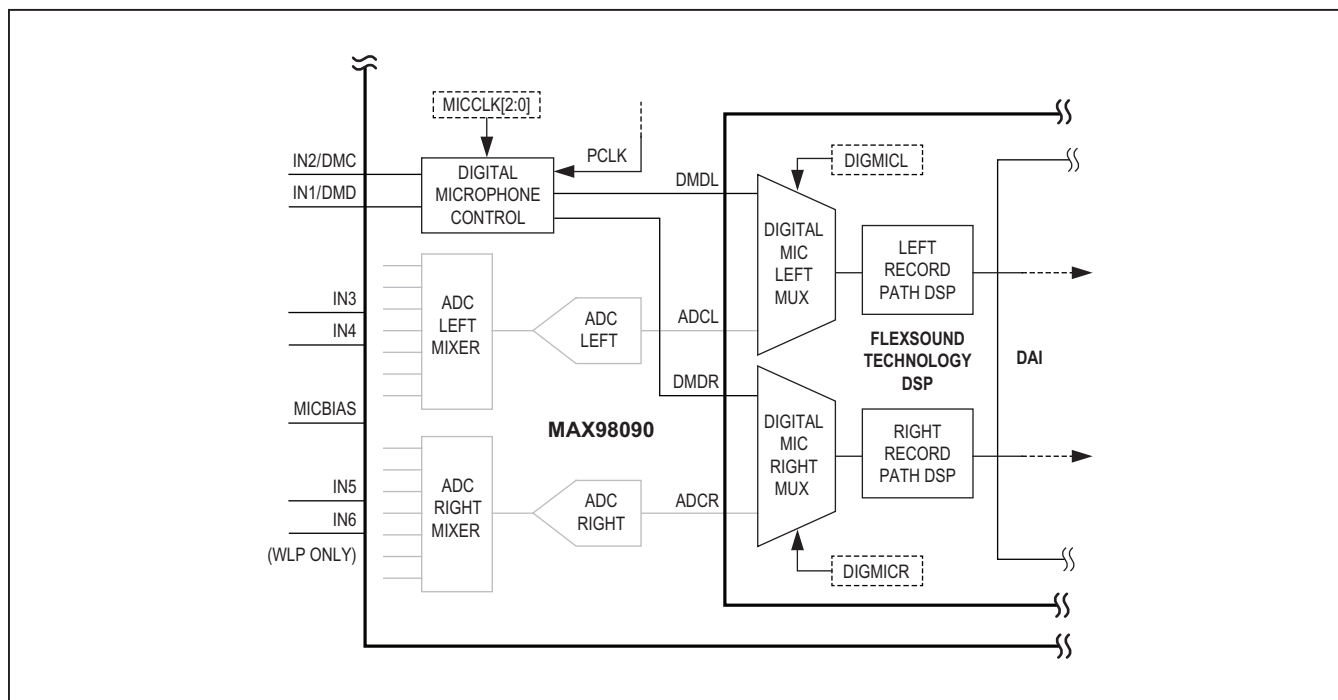 MICCLK[2:0]
PCLK
IN2/DMC
IN1/DMD
DIGITAL
MICROPHONE
CONTROL
DMDL
DIGMICL
DIGITAL
MIC
LEFT
MUX
LEFT
RECORD
PATH DSP
IN3
IN4
ADC
LEFT
MIXER
ADC
LEFT
ADCL
FLEXSOUND
TECHNOLOGY
DSP
DAI
DMDR
MICBIAS
MAX98090
DIGITAL
MIC
RIGHT
MUX
RIGHT
RECORD
PATH DSP
IN5
IN6
(WLP ONLY)
ADC
RIGHT
MIXER
ADC
RIGHT
ADCR
DIGMICR